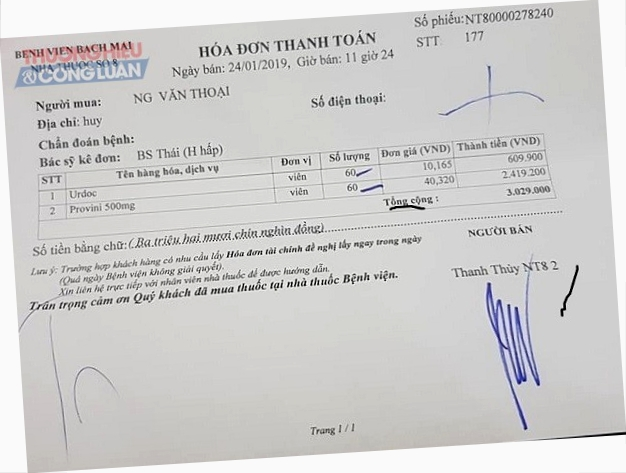 Số phiếu:NT80000278240
BỆNH VIỆN BẠCH MAI
HÓA ĐƠN THANH TOÁN
STT: 177
NHÀ THUỐC SỐ 8
THƯƠNG HIỆU
& CÔNG LUẬN
Ngày bán: 24/01/2019, Giờ bán: 11 giờ 24
Người mua: NG VĂN THOẠI
Số điện thoại:
Địa chỉ: huy
Chẩn đoán bệnh:
Bác sỹ kê đơn: BS Thái (H hấp)
STT Tên hàng hóa, dịch vụ Đơn vị Số lượng Đơn giá (VND) Thành tiền (VND)
1 Urdoc viên 60 10,165 609.900
2 Provini 500mg viên 60 40,320 2.419.200
Tổng cộng : 3.029.000
Số tiền bằng chữ:( Ba triệu hai mươi chín nghìn đồng)
NGƯỜI BÁN
Lưu ý: Trường hợp khách hàng có nhu cầu lấy Hóa đơn tài chính đề nghị lấy ngay trong ngày
(Quá ngày Bệnh viện không giải quyết).
Xin liên hệ trực tiếp với nhân viên nhà thuốc để được hướng dẫn.
Trân trọng cảm ơn Quý khách đã mua thuốc tại nhà thuốc Bệnh viện.
Thanh Thủy NT8 2
Trang 1 / 1